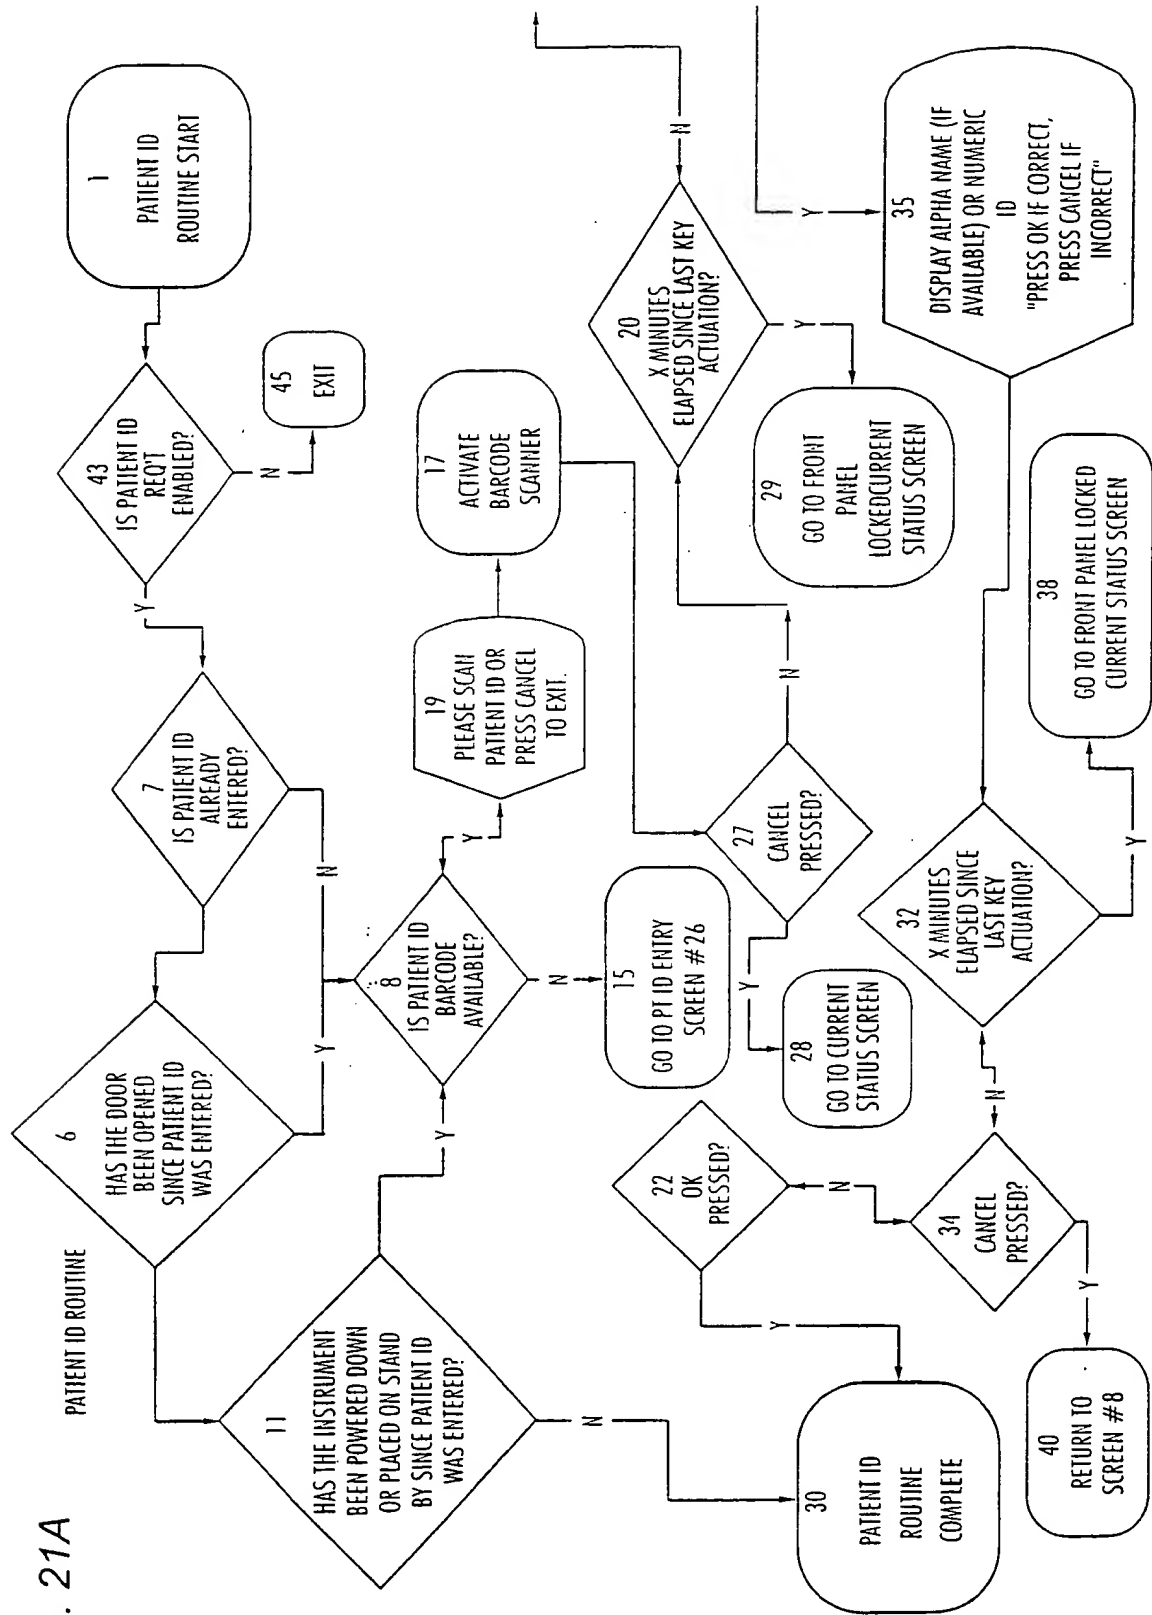 . 21A
PATIENT ID ROUTINE
1
PATIENT ID
ROUTINE START
43
IS PATIENT ID
REQ'T
ENABLED?
N
45
EXIT
Y
7
IS PATIENT ID
ALREADY
ENTERED?
N
6
HAS THE DOOR
BEEN OPENED
SINCE PATIENT ID
WAS ENTERED?
Y
11
HAS THE INSTRUMENT
BEEN POWERED DOWN
OR PLACED ON STAND
BY SINCE PATIENT ID
WAS ENTERED?
Y
N
8
IS PATIENT ID
BARCODE
AVAILABLE?
Y
N
19
PLEASE SCAN
PATIENT ID OR
PRESS CANCEL
TO EXIT.
17
ACTIVATE
BARCODE
SCANNER
15
GO TO PT ID ENTRY
SCREEN #26
27
CANCEL
PRESSED?
Y
N
28
GO TO CURRENT
STATUS SCREEN
20
X MINUTES
ELAPSED SINCE LAST KEY
ACTUATION?
N
Y
29
GO TO FRONT
PANEL
LOCKEDCURRENT
STATUS SCREEN
Y
35
DISPLAY ALPHA NAME (IF
AVAILABLE) OR NUMERIC
ID
"PRESS OK IF CORRECT,
PRESS CANCEL IF
INCORRECT"
32
X MINUTES
ELAPSED SINCE
LAST KEY
ACTUATION?
Y
N
38
GO TO FRONT PANEL LOCKED
CURRENT STATUS SCREEN
34
CANCEL
PRESSED?
N
Y
22
OK
PRESSED?
Y
30
PATIENT ID
ROUTINE
COMPLETE
40
RETURN TO
SCREEN #8